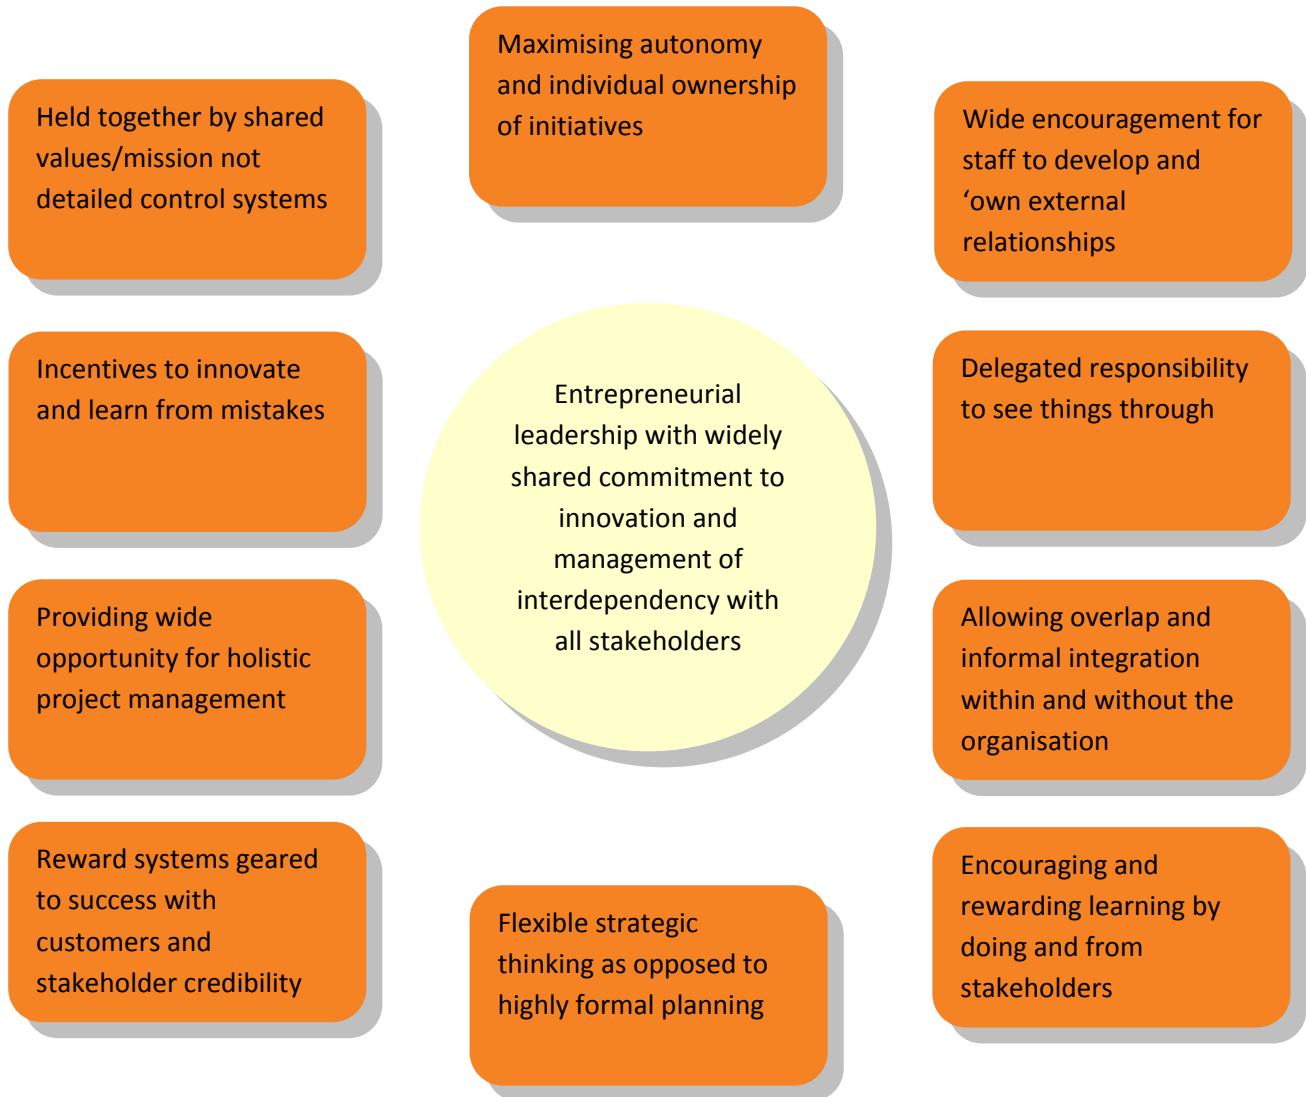 Maximising autonomy
and individual ownership
of initiatives
Held together by shared
values/mission not
detailed control systems
Wide encouragement for
staff to develop and
‘own external
relationships
Incentives to innovate
and learn from mistakes
Entrepreneurial
leadership with widely
shared commitment to
innovation and
management of
interdependency with
all stakeholders
Delegated responsibility
to see things through
Providing wide
opportunity for holistic
project management
Allowing overlap and
informal integration
within and without the
organisation
Reward systems geared
to success with
customers and
stakeholder credibility
Flexible strategic
thinking as opposed to
highly formal planning
Encouraging and
rewarding learning by
doing and from
stakeholders